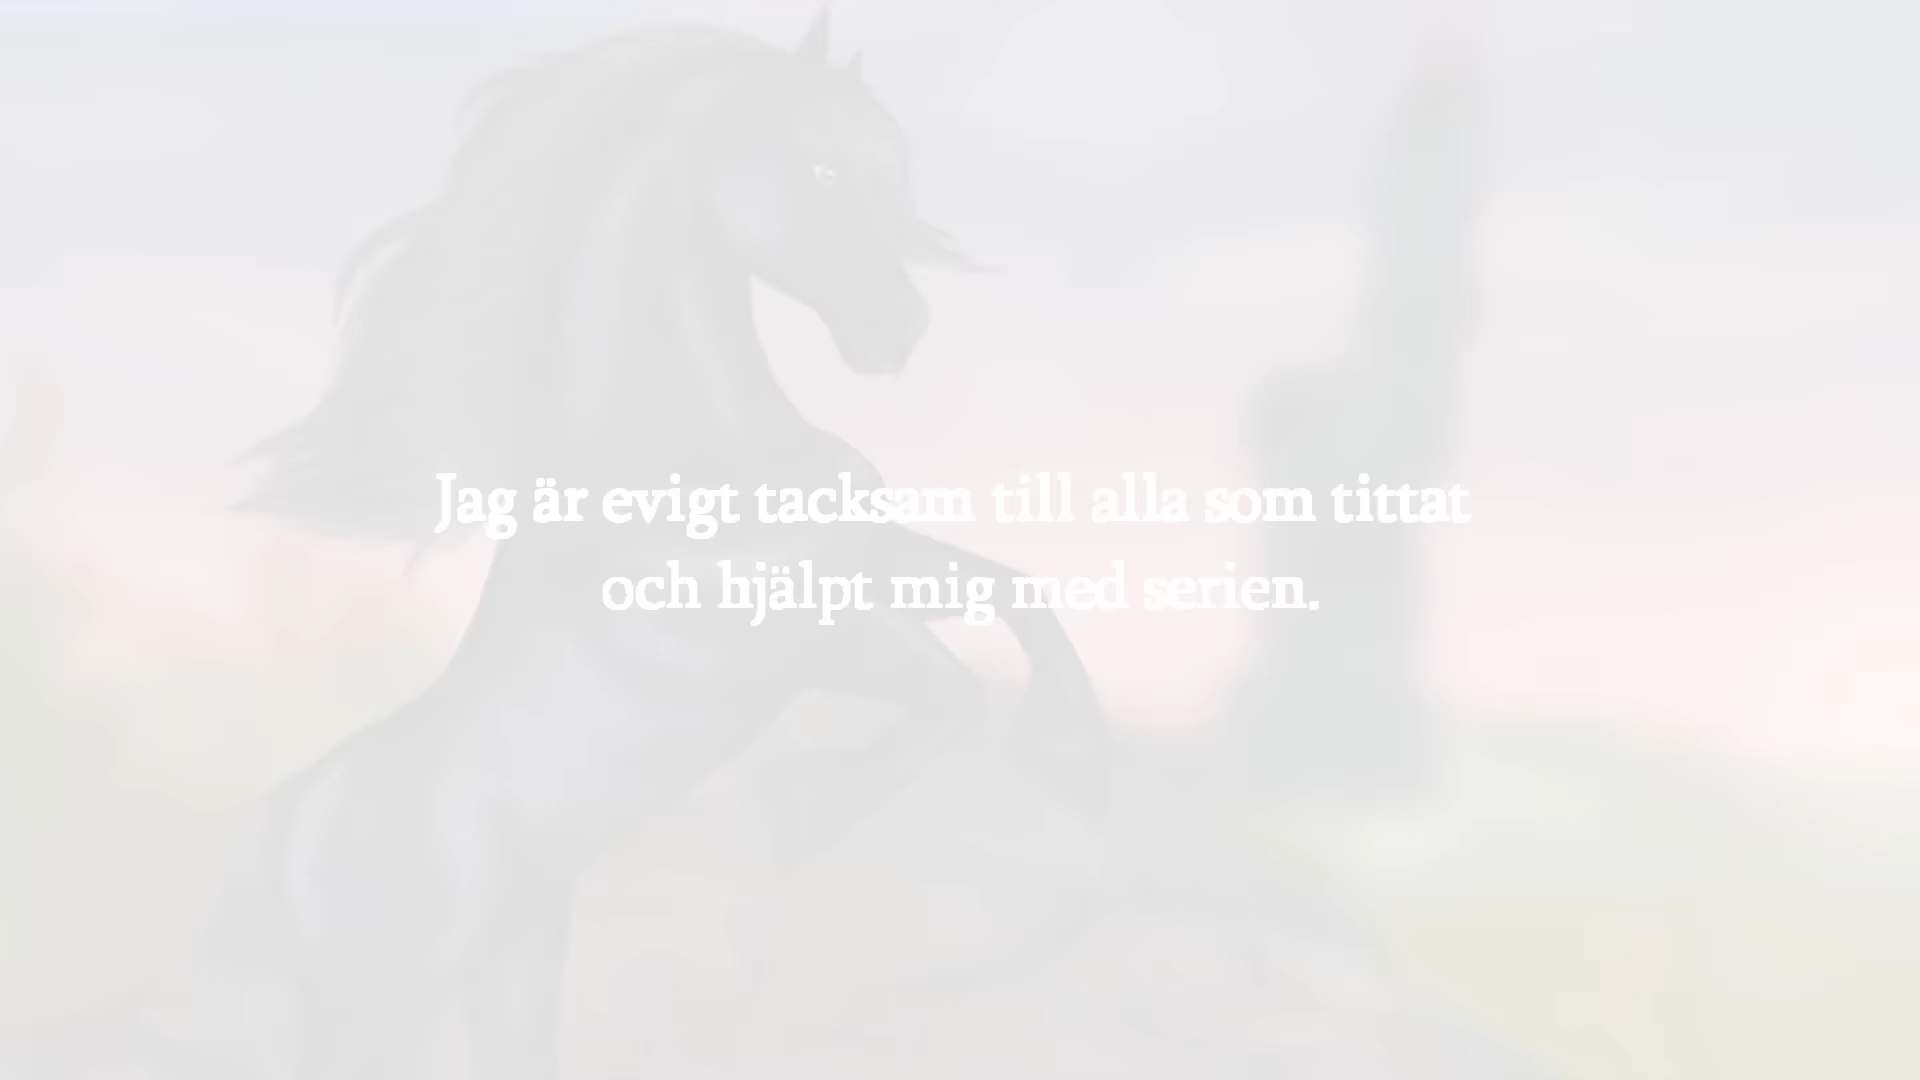 Jag är evigt tacksam till alla som tittat
och hjälpt mig med serien.